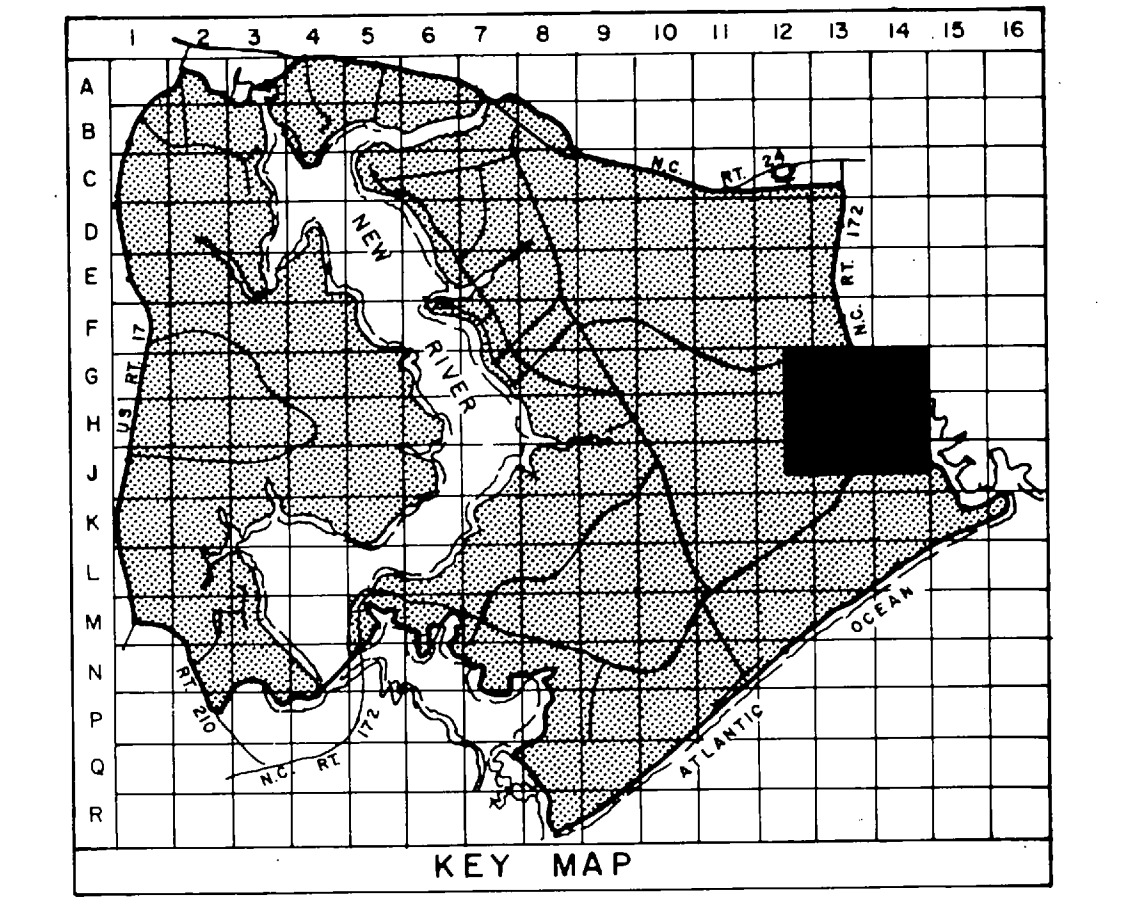 1 2 3 4 5 6 7 8 9 10 11 12 13 14 15 16
A
B
C
D
E
F
G
H
J
K
L
M
N
P
Q
R
N.C. RT. 24
N.C. RT. 172
US RT. 17
NEW
RIVER
RT. 210
N.C. RT. 172
ATLANTIC OCEAN
KEY MAP